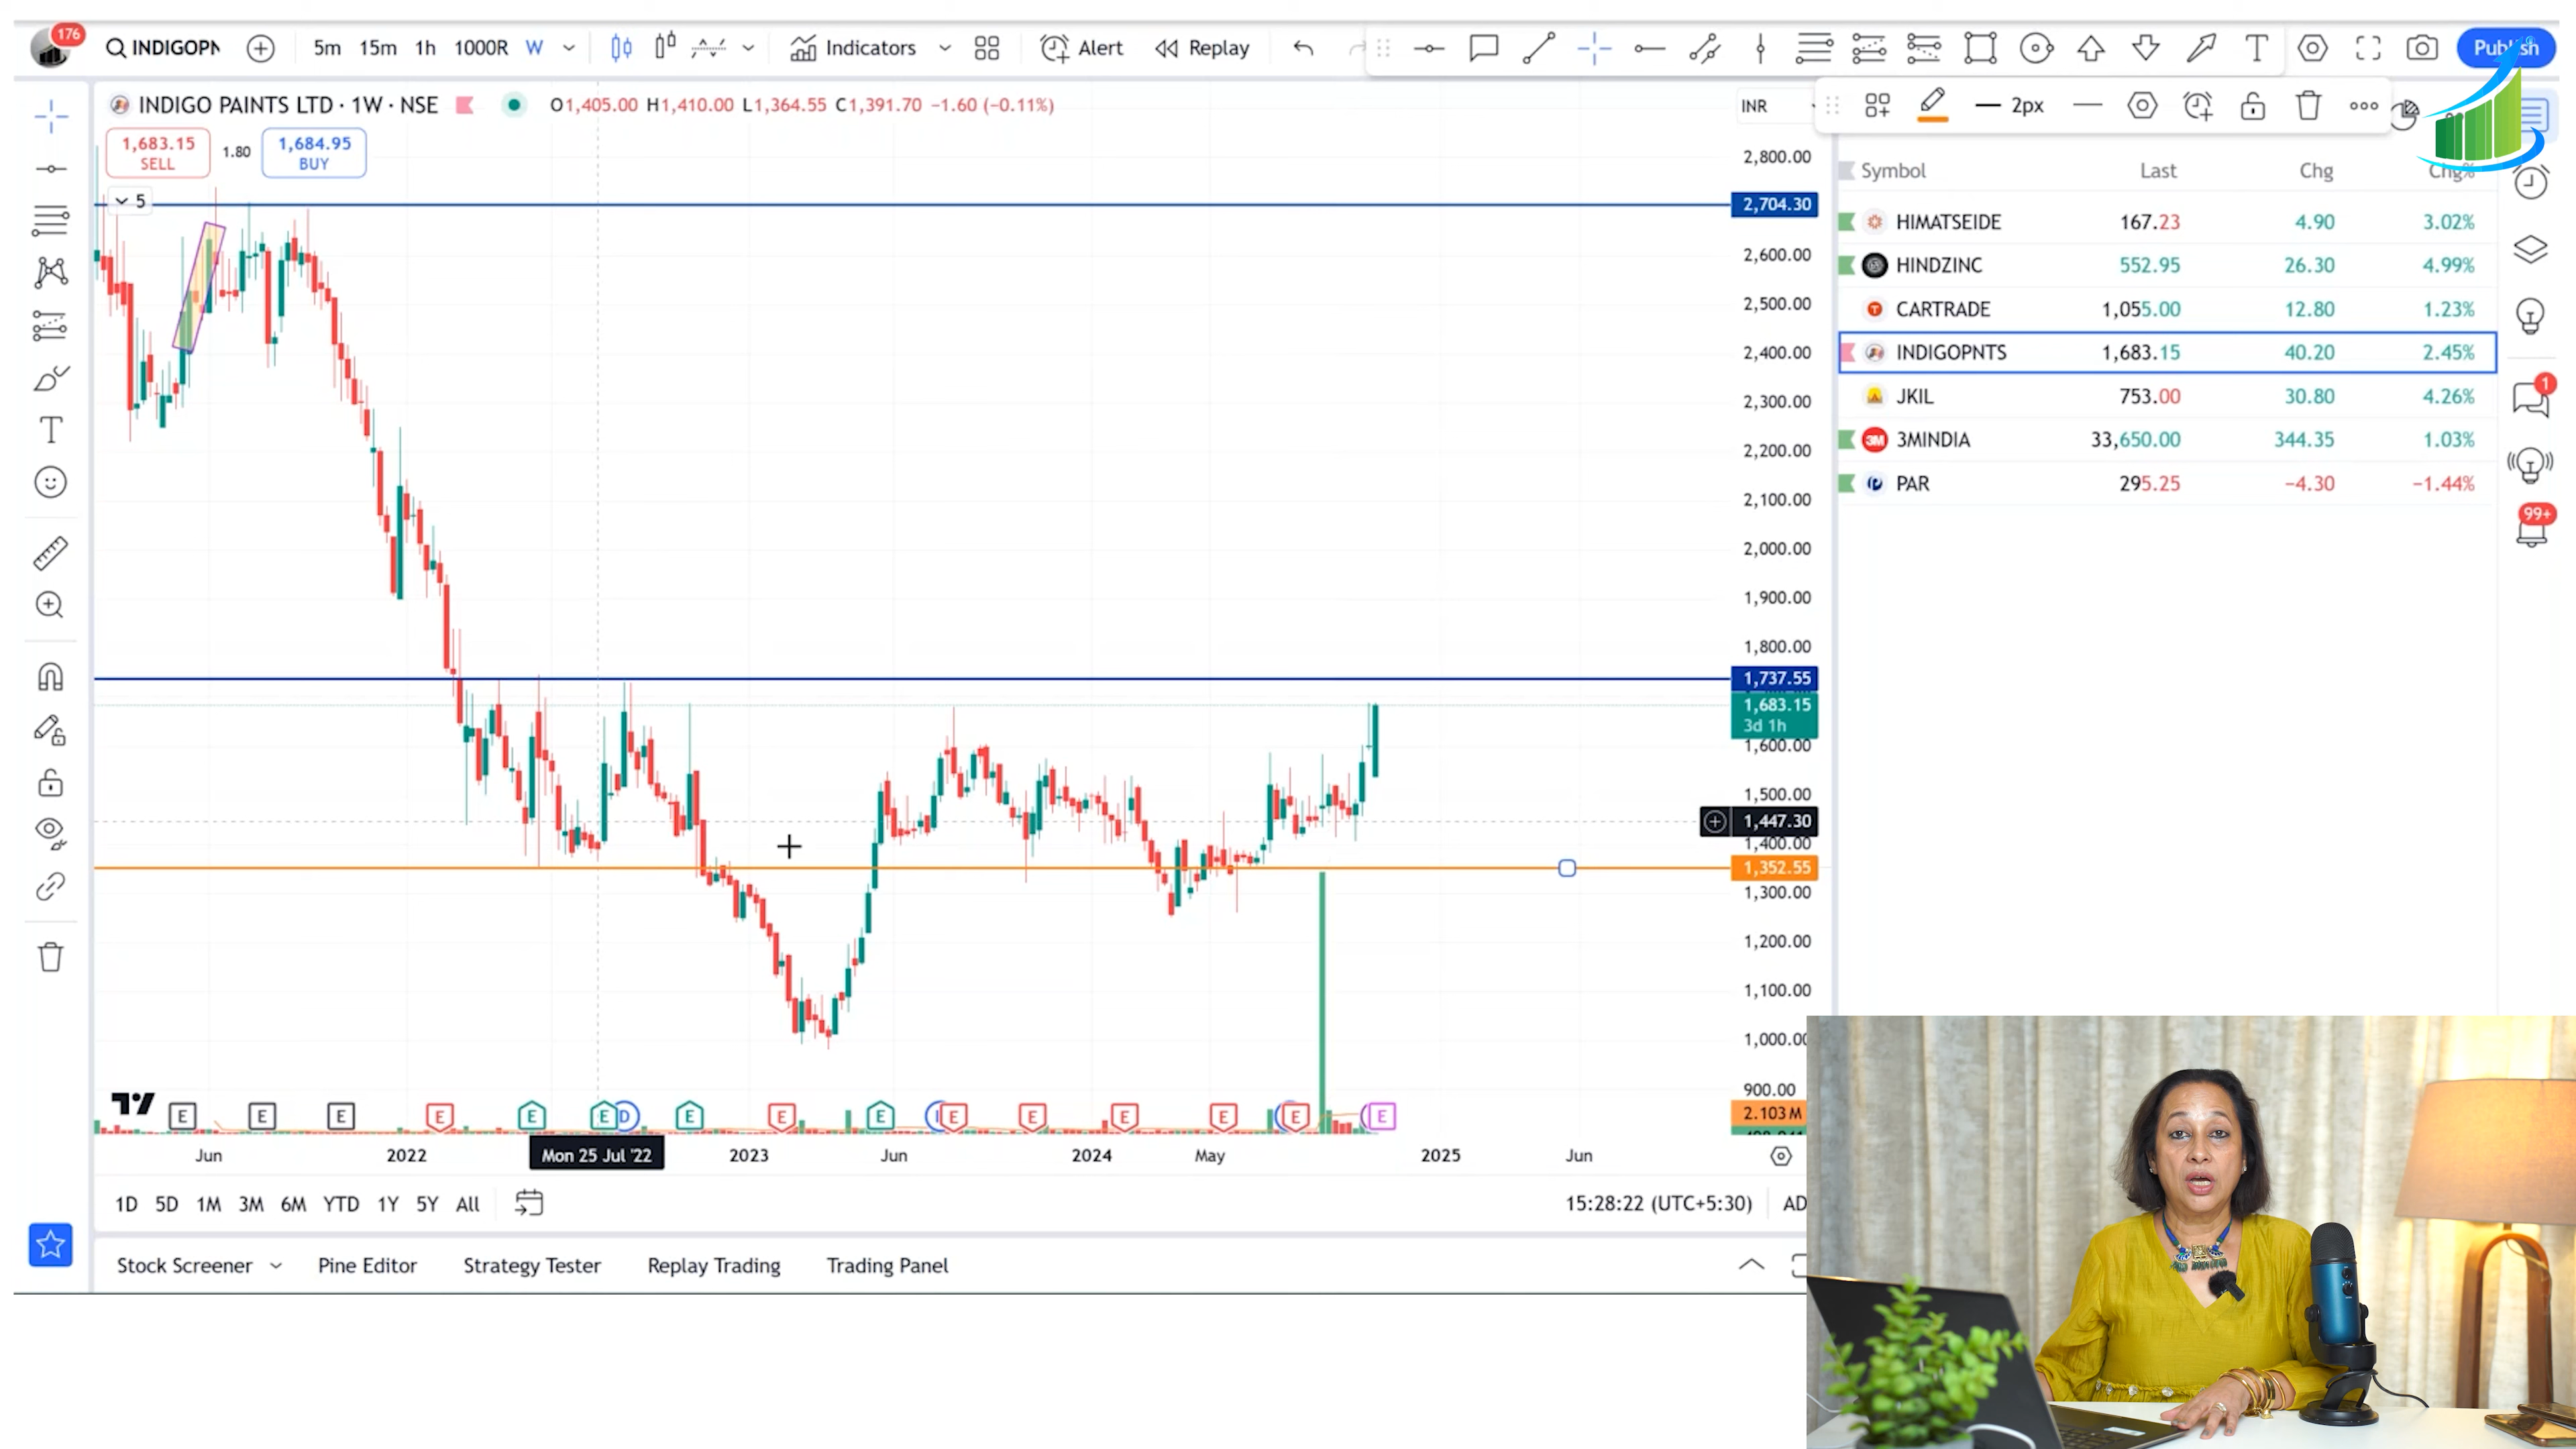 176
INDIGOPN
5m 15m 1h 1000R W
Indicators
Alert
Replay
Publish
INDIGO PAINTS LTD · 1W · NSE
O1,405.00 H1,410.00 L1,364.55 C1,391.70 −1.60 (−0.11%)
INR
2px
1,683.15
SELL
1.80
1,684.95
BUY
5
2,800.00
2,704.30
2,600.00
2,500.00
2,400.00
2,300.00
2,200.00
2,100.00
2,000.00
1,900.00
1,800.00
1,737.55
1,683.15
3d 1h
1,600.00
1,500.00
1,447.30
1,400.00
1,352.55
1,300.00
1,200.00
1,100.00
1,000.00
900.00
2.103 M
Symbol Last Chg Chg%
HIMATSEIDE 167.23 4.90 3.02%
HINDZINC 552.95 26.30 4.99%
CARTRADE 1,055.00 12.80 1.23%
INDIGOPNTS 1,683.15 40.20 2.45%
JKIL 753.00 30.80 4.26%
3M 3MINDIA 33,650.00 344.35 1.03%
PAR 295.25 −4.30 −1.44%
1
99+
E E E E E E D E E E E E E E E E
Jun 2022 Mon 25 Jul '22 2023 Jun 2024 May 2025 Jun
1D 5D 1M 3M 6M YTD 1Y 5Y All
15:28:22 (UTC+5:30) AD
Stock Screener Pine Editor Strategy Tester Replay Trading Trading Panel